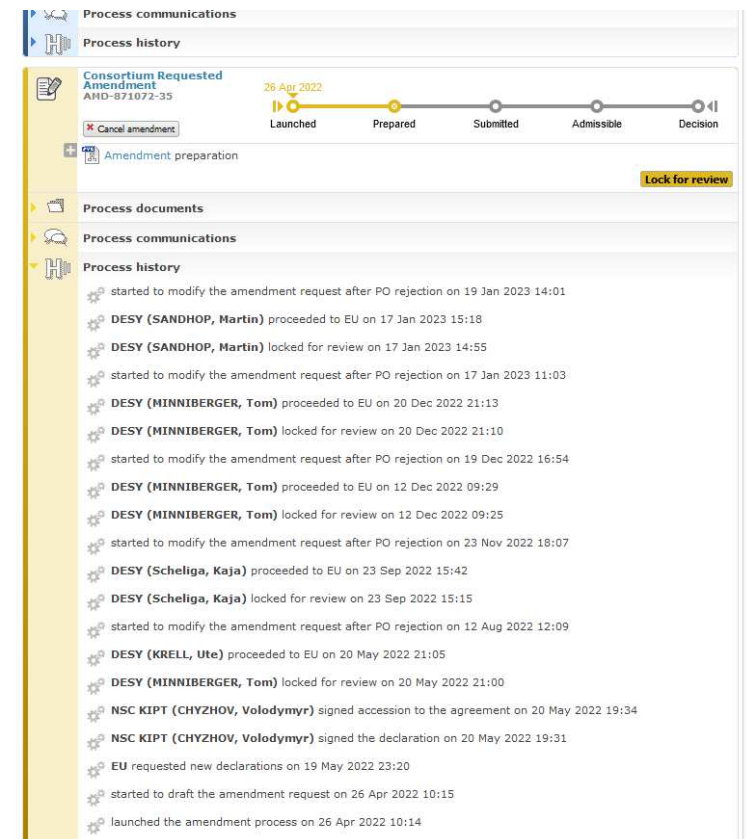 Process communications
Process history
Consortium Requested
Amendment
AMD-871072-35
26 Apr 2022
Cancel amendment
Launched Prepared Submitted Admissible Decision
Amendment preparation
Lock for review
Process documents
Process communications
Process history
started to modify the amendment request after PO rejection on 19 Jan 2023 14:01
DESY (SANDHOP, Martin) proceeded to EU on 17 Jan 2023 15:18
DESY (SANDHOP, Martin) locked for review on 17 Jan 2023 14:55
started to modify the amendment request after PO rejection on 17 Jan 2023 11:03
DESY (MINNIBERGER, Tom) proceeded to EU on 20 Dec 2022 21:13
DESY (MINNIBERGER, Tom) locked for review on 20 Dec 2022 21:10
started to modify the amendment request after PO rejection on 19 Dec 2022 16:54
DESY (MINNIBERGER, Tom) proceeded to EU on 12 Dec 2022 09:29
DESY (MINNIBERGER, Tom) locked for review on 12 Dec 2022 09:25
started to modify the amendment request after PO rejection on 23 Nov 2022 18:07
DESY (Scheliga, Kaja) proceeded to EU on 23 Sep 2022 15:42
DESY (Scheliga, Kaja) locked for review on 23 Sep 2022 15:15
started to modify the amendment request after PO rejection on 12 Aug 2022 12:09
DESY (KRELL, Ute) proceeded to EU on 20 May 2022 21:05
DESY (MINNIBERGER, Tom) locked for review on 20 May 2022 21:00
NSC KIPT (CHYZHOV, Volodymyr) signed accession to the agreement on 20 May 2022 19:34
NSC KIPT (CHYZHOV, Volodymyr) signed the declaration on 20 May 2022 19:31
EU requested new declarations on 19 May 2022 23:20
started to draft the amendment request on 26 Apr 2022 10:15
launched the amendment process on 26 Apr 2022 10:14